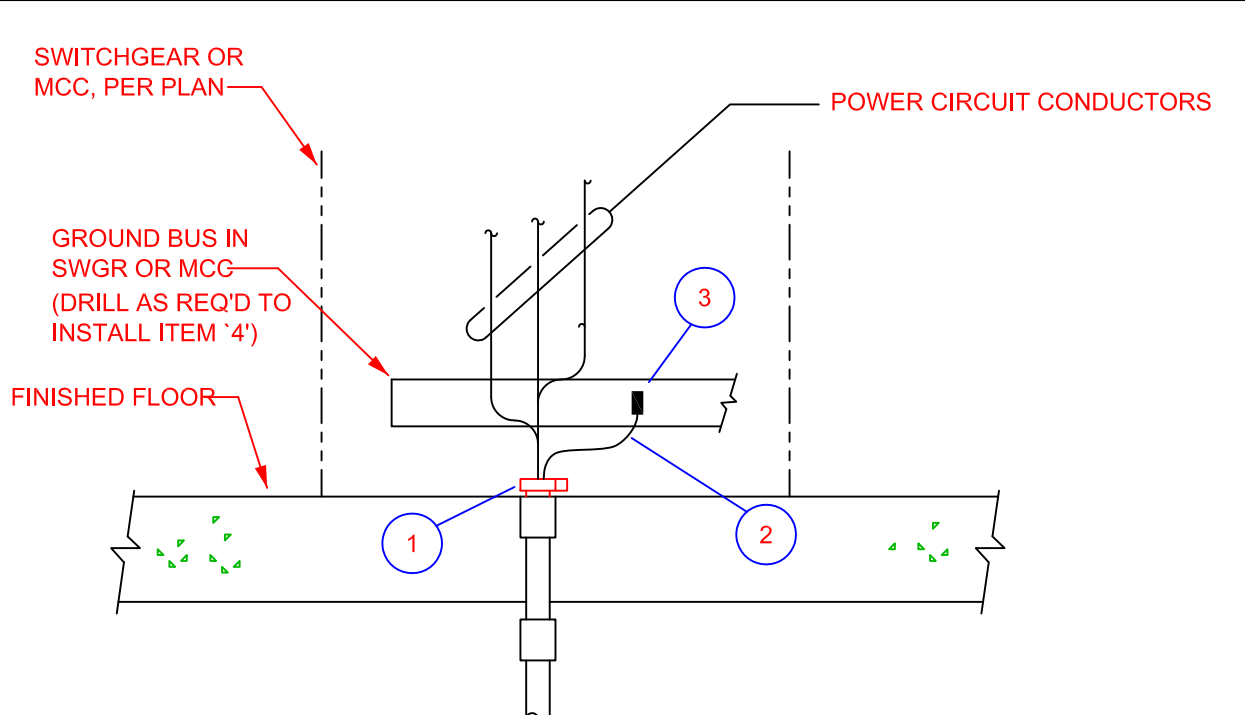 SWITCHGEAR OR
MCC, PER PLAN
POWER CIRCUIT CONDUCTORS
GROUND BUS IN
SWGR OR MCC
(DRILL AS REQ'D TO
INSTALL ITEM `4')
3
FINISHED FLOOR
1
2